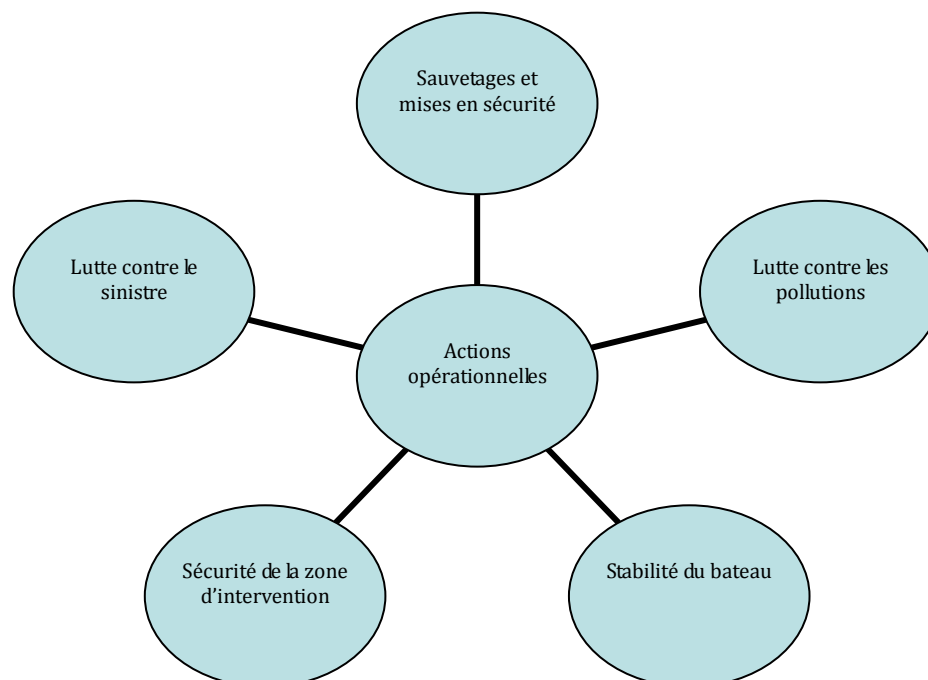 Sauvetages et
mises en sécurité
Lutte contre le
sinistre
Lutte contre les
pollutions
Actions
opérationnelles
Sécurité de la zone
d’intervention
Stabilité du bateau